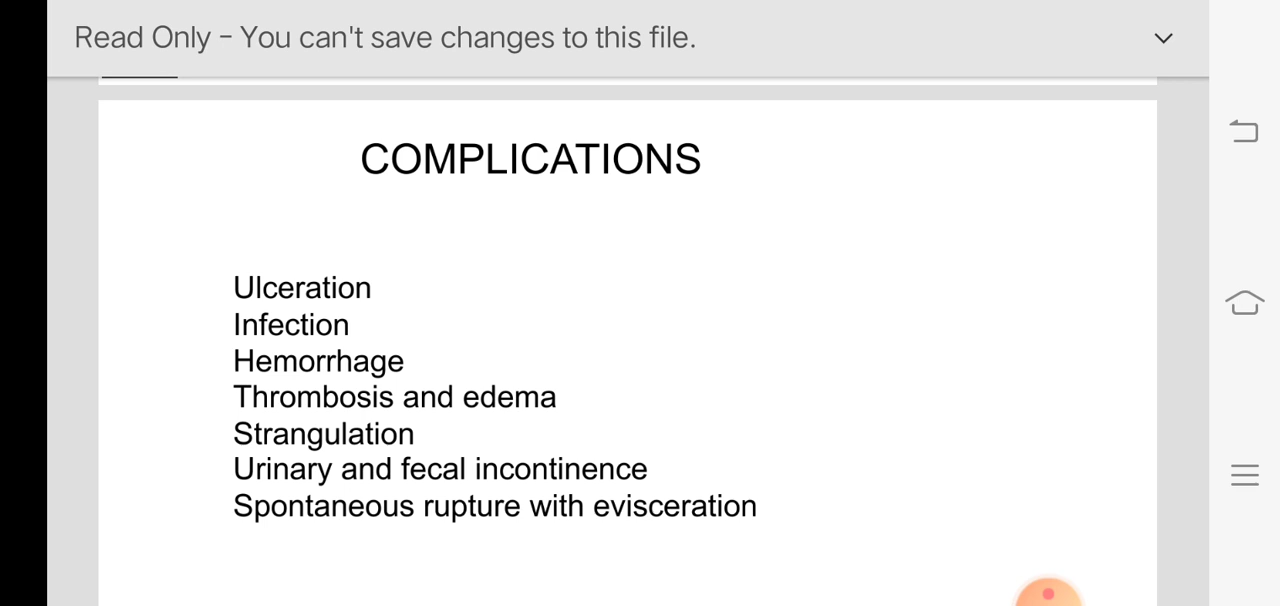 Read Only - You can't save changes to this file.
COMPLICATIONS
Ulceration
Infection
Hemorrhage
Thrombosis and edema
Strangulation
Urinary and fecal incontinence
Spontaneous rupture with evisceration